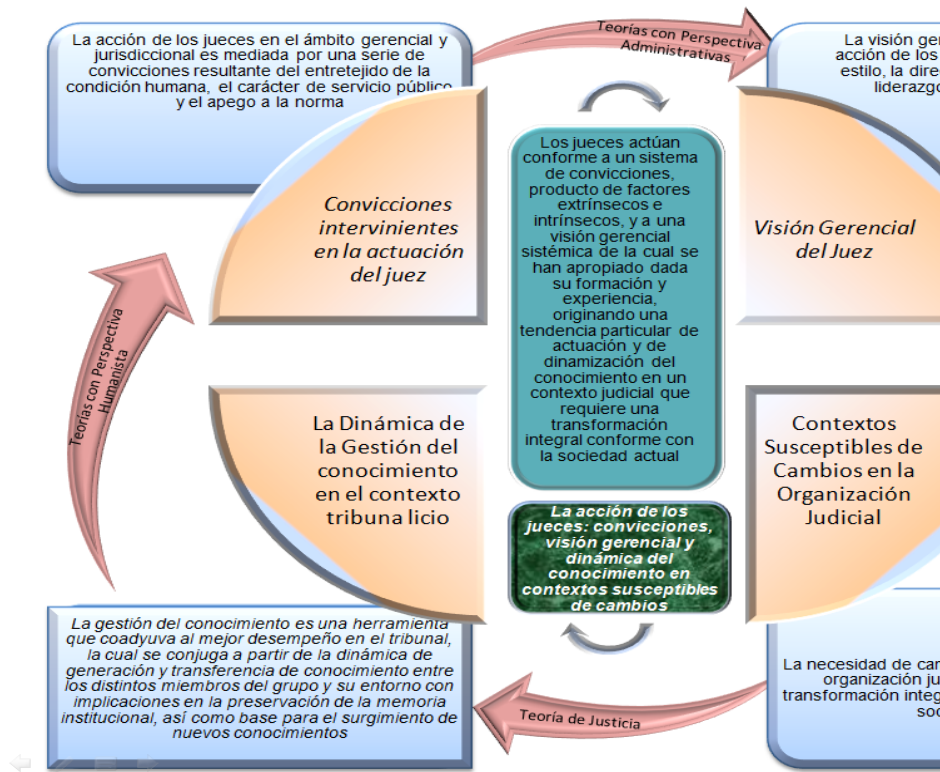 La acción de los jueces en el ámbito gerencial y
jurisdiccional es mediada por una serie de
convicciones resultante del entretejido de la
condición humana, el carácter de servicio público
y el apego a la norma
Teorías con Perspectiva
Administrativas
La visión
acción de los
estilo, la
Convicciones
intervinientes
en la actuación
del juez
Los jueces actúan
conforme a un sistema
de convicciones,
producto de factores
extrínsecos e
intrínsecos, y a una
visión gerencial
sistémica de la cual se
han apropiado dada
su formación y
experiencia,
originando una
tendencia particular de
actuación y de
dinamización del
conocimiento en un
contexto judicial que
requiere una
transformación
integral conforme con
la sociedad actual
Visión Gerencial
del Juez
Teorías con Perspectiva
Humanista
La Dinámica de
la Gestión del
conocimiento
en el contexto
tribuna licio
Contextos
Susceptibles de
Cambios en la
Organización
Judicial
La acción de los
jueces: convicciones,
visión gerencial y
dinámica del
conocimiento en
contextos susceptibles
de cambios
La gestión del conocimiento es una herramienta
que coadyuva al mejor desempeño en el tribunal,
la cual se conjuga a partir de la dinámica de
generación y transferencia de conocimiento entre
los distintos miembros del grupo y su entorno con
implicaciones en la preservación de la memoria
institucional, así como base para el surgimiento de
nuevos conocimientos
Teoría de Justicia
La necesidad de
organización
transformación